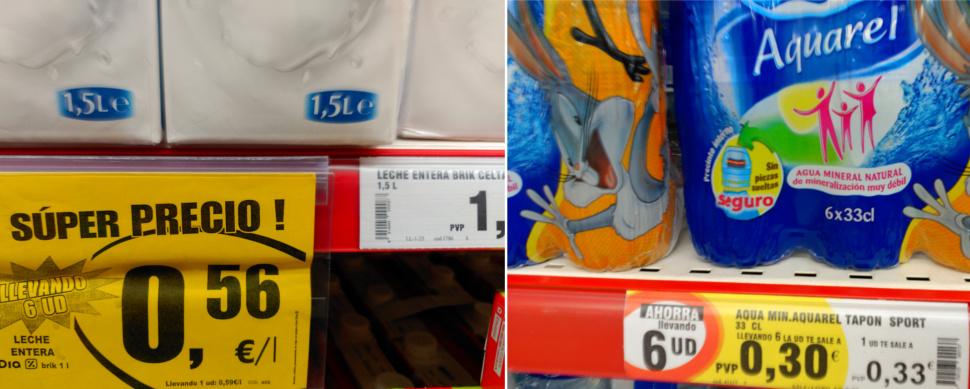 1,5L e
1,5L e
LECHE ENTERA BRIK CELTA
1,5 L
PVP 1,
SÚPER PRECIO !
LLEVANDO
6 UD
0,56
€/l
LECHE
ENTERA
DIA brik 1 l
Llevando 1 ud: 0,59€/l
Aquarel
Precinto
Sin
piezas
sueltas
Seguro
AGUA MINERAL NATURAL
de mineralización muy débil
6x33cl
AHORRA
llevando
6 UD
AQUA MIN.AQUAREL TAPON SPORT
33 CL
LLEVANDO 6 LA UD TE SALE A
PVP 0,30€
1 UD TE SALE A
0,33€